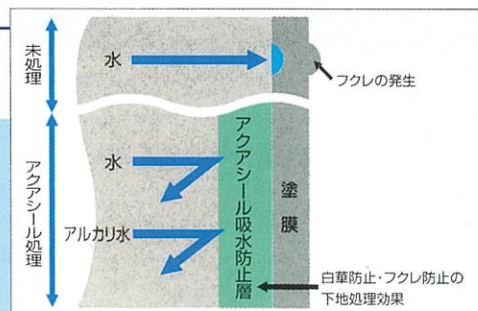 未処理
水
フクレの発生
アクアシール処理
水
アルカリ水
アクアシール吸水防止層
塗膜
白華防止・フクレ防止の
下地処理効果